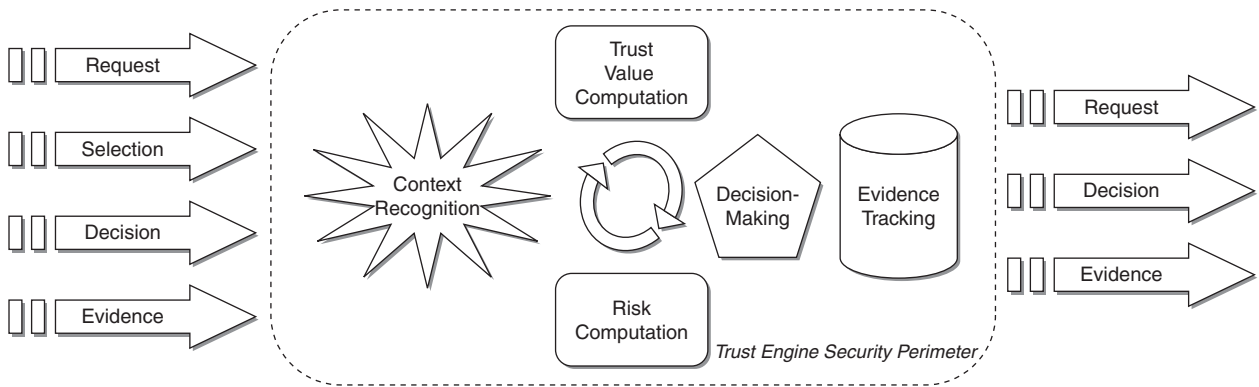 Request
Selection
Decision
Evidence
Context
Recognition
Trust
Value
Computation
Risk
Computation
Decision-
Making
Evidence
Tracking
Trust Engine Security Perimeter
Request
Decision
Evidence